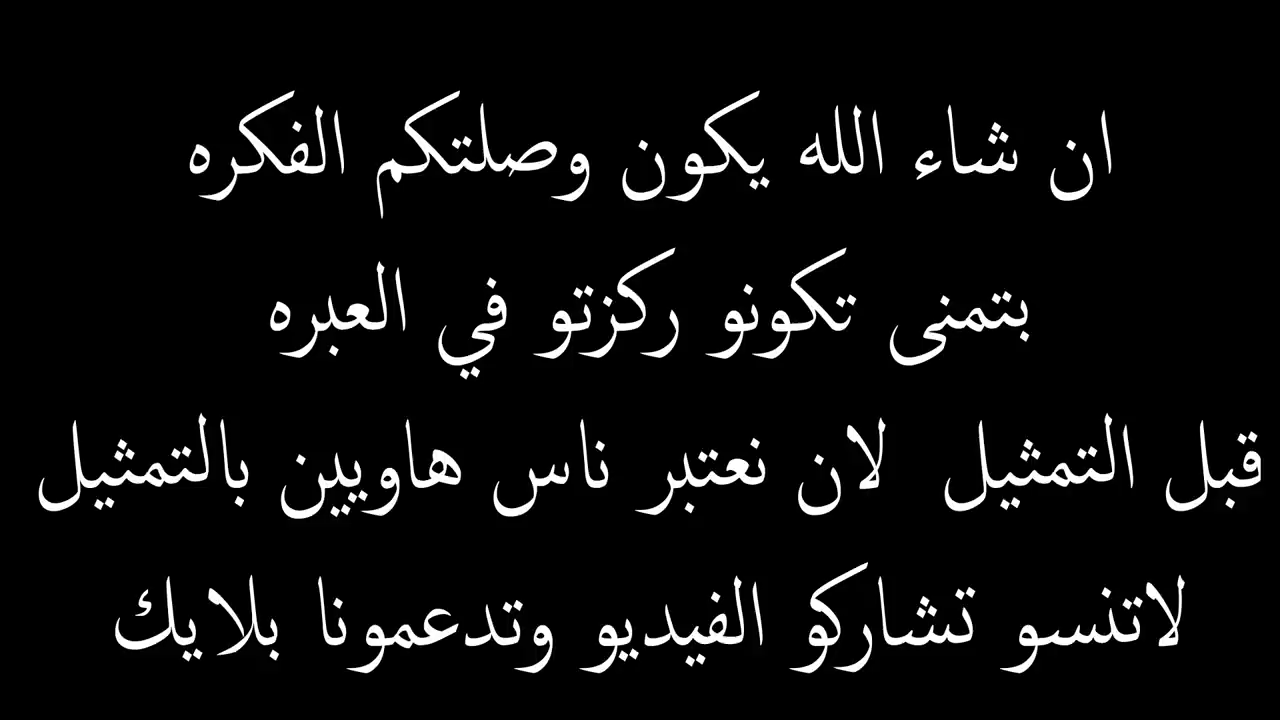 ان شاء الله يكون وصلتكم الفكره
بتمنى تكونو ركزتو في العبره
قبل التمثيل لان نعتبر ناس هاويين بالتمثيل
لاتنسو تشاركو الفيديو وتدعمونا بلايك